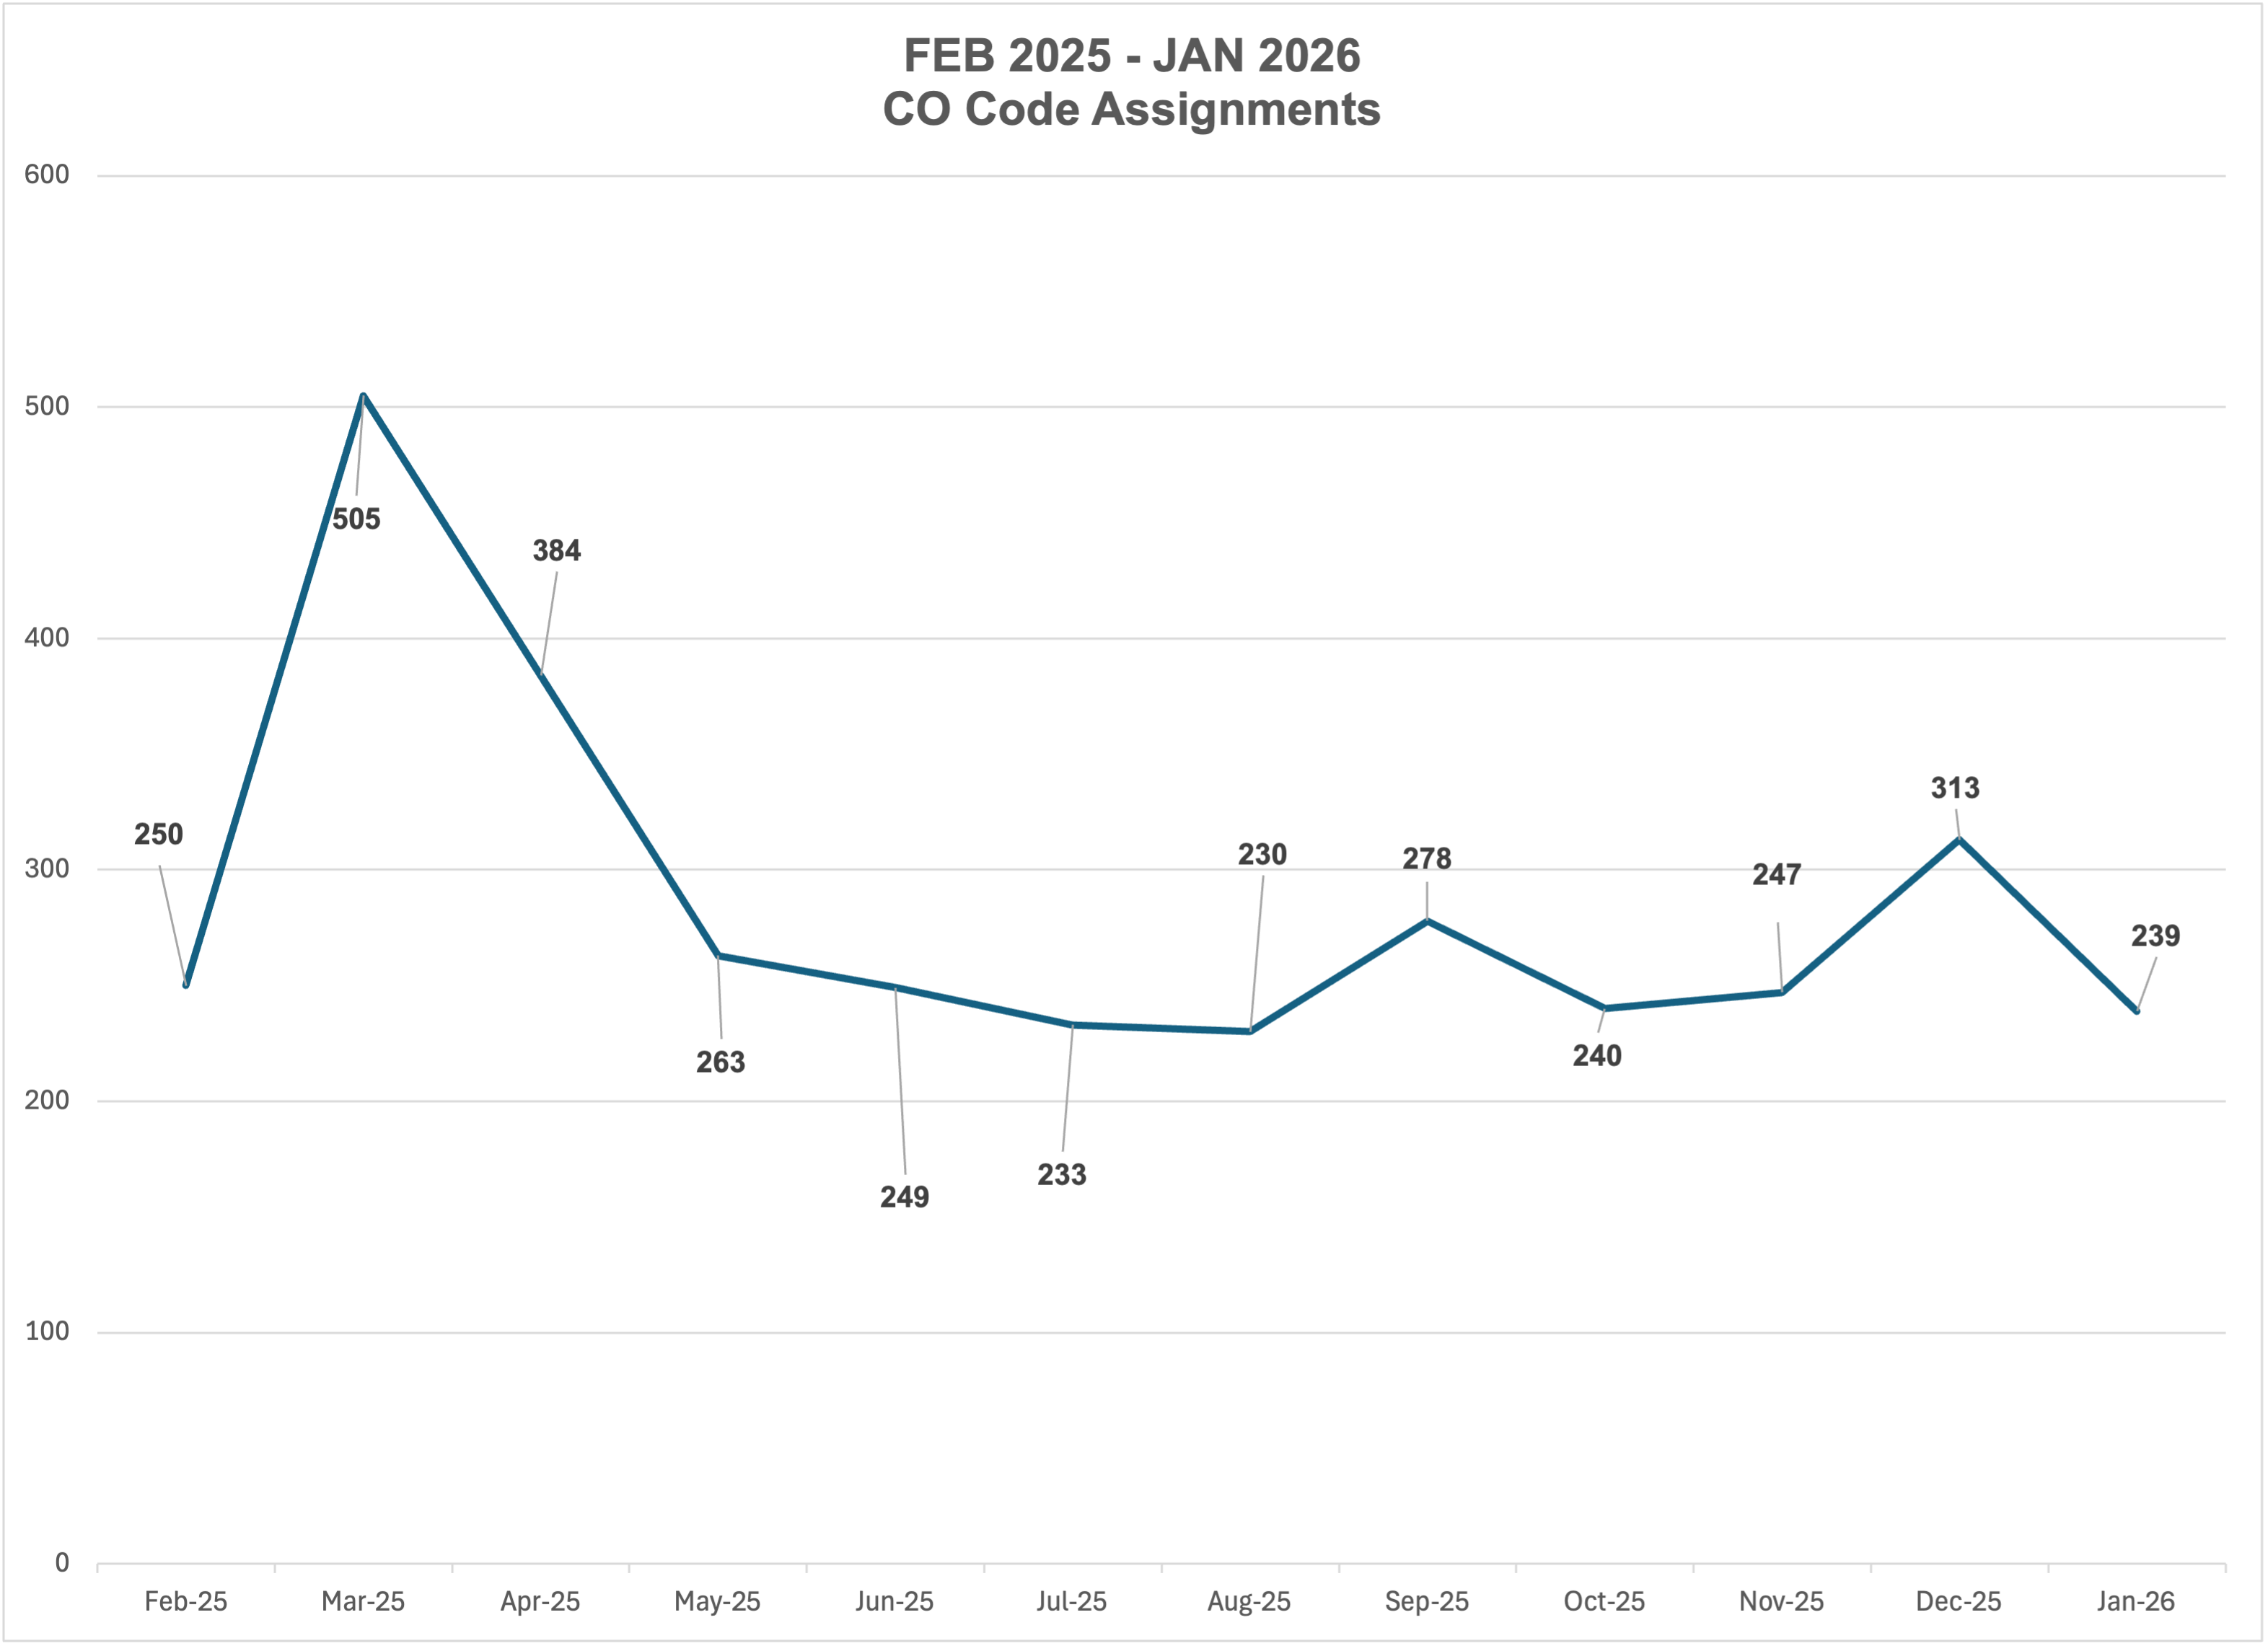 FEB 2025 - JAN 2026
CO Code Assignments
600
500
400
300
200
100
0
250
505
384
263
249
233
230
278
240
247
313
239
Feb-25
Mar-25
Apr-25
May-25
Jun-25
Jul-25
Aug-25
Sep-25
Oct-25
Nov-25
Dec-25
Jan-26